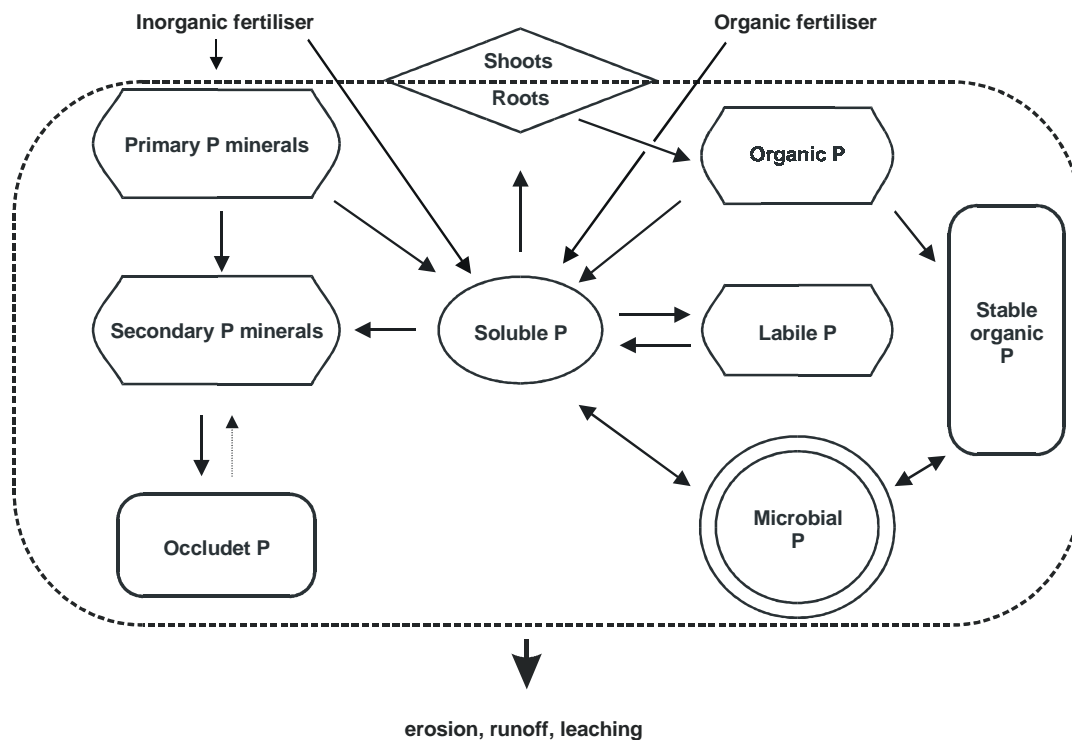 Inorganic fertiliser
Organic fertiliser
Shoots
Roots
Primary P minerals
Organic P
Secondary P minerals
Soluble P
Labile P
Stable
organic
P
Occludet P
Microbial
P
erosion, runoff, leaching